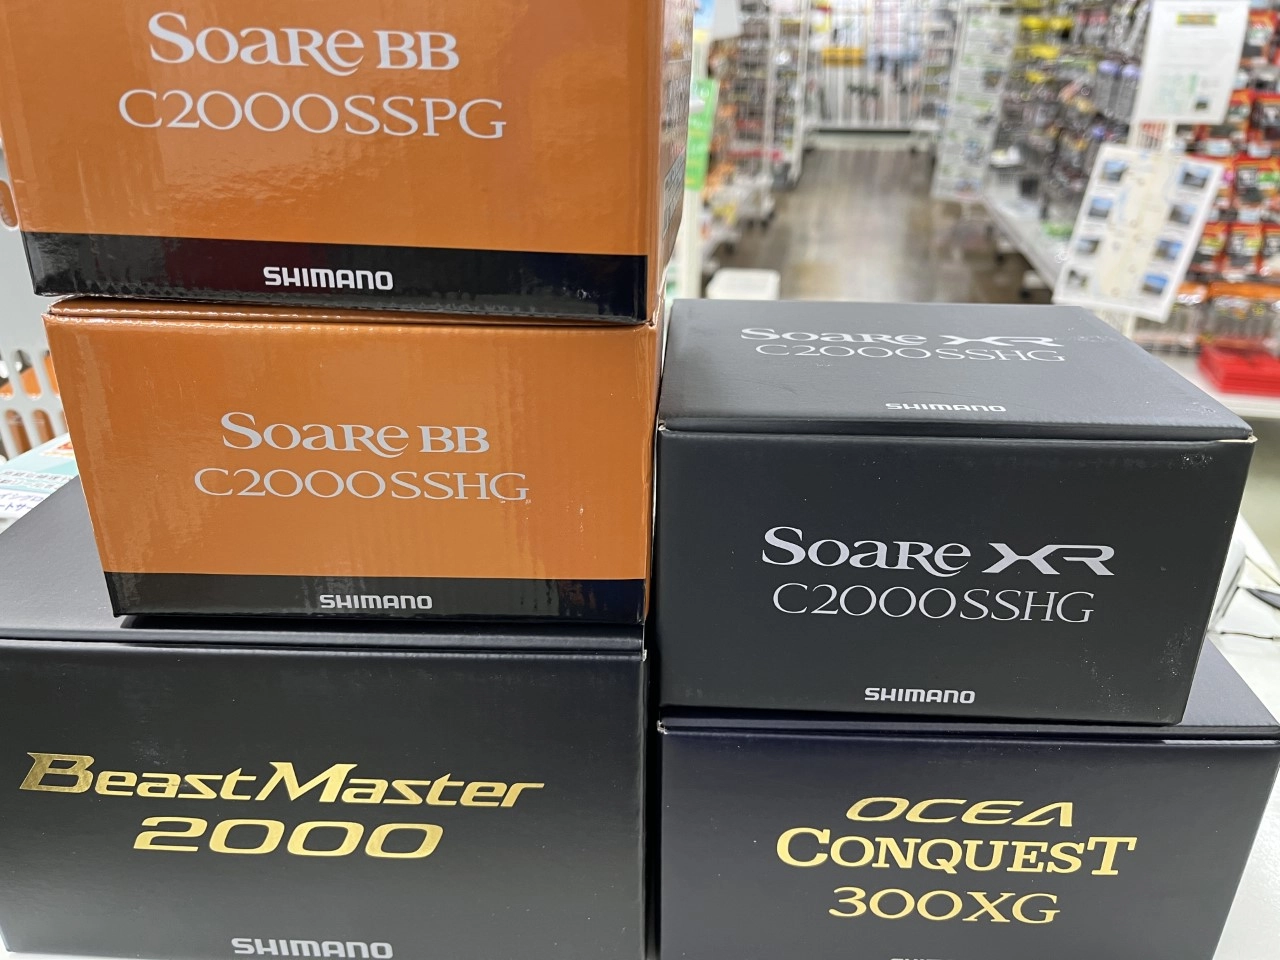 Soare BB
C2000SSPG
SHIMANO
Soare BB
C2000SSHG
SHIMANO
Soare XR
C2000SSHG
SHIMANO
Soare XR
C2000SSHG
SHIMANO
BeastMaster
2000
SHIMANO
OCEA
CONQUEST
300XG